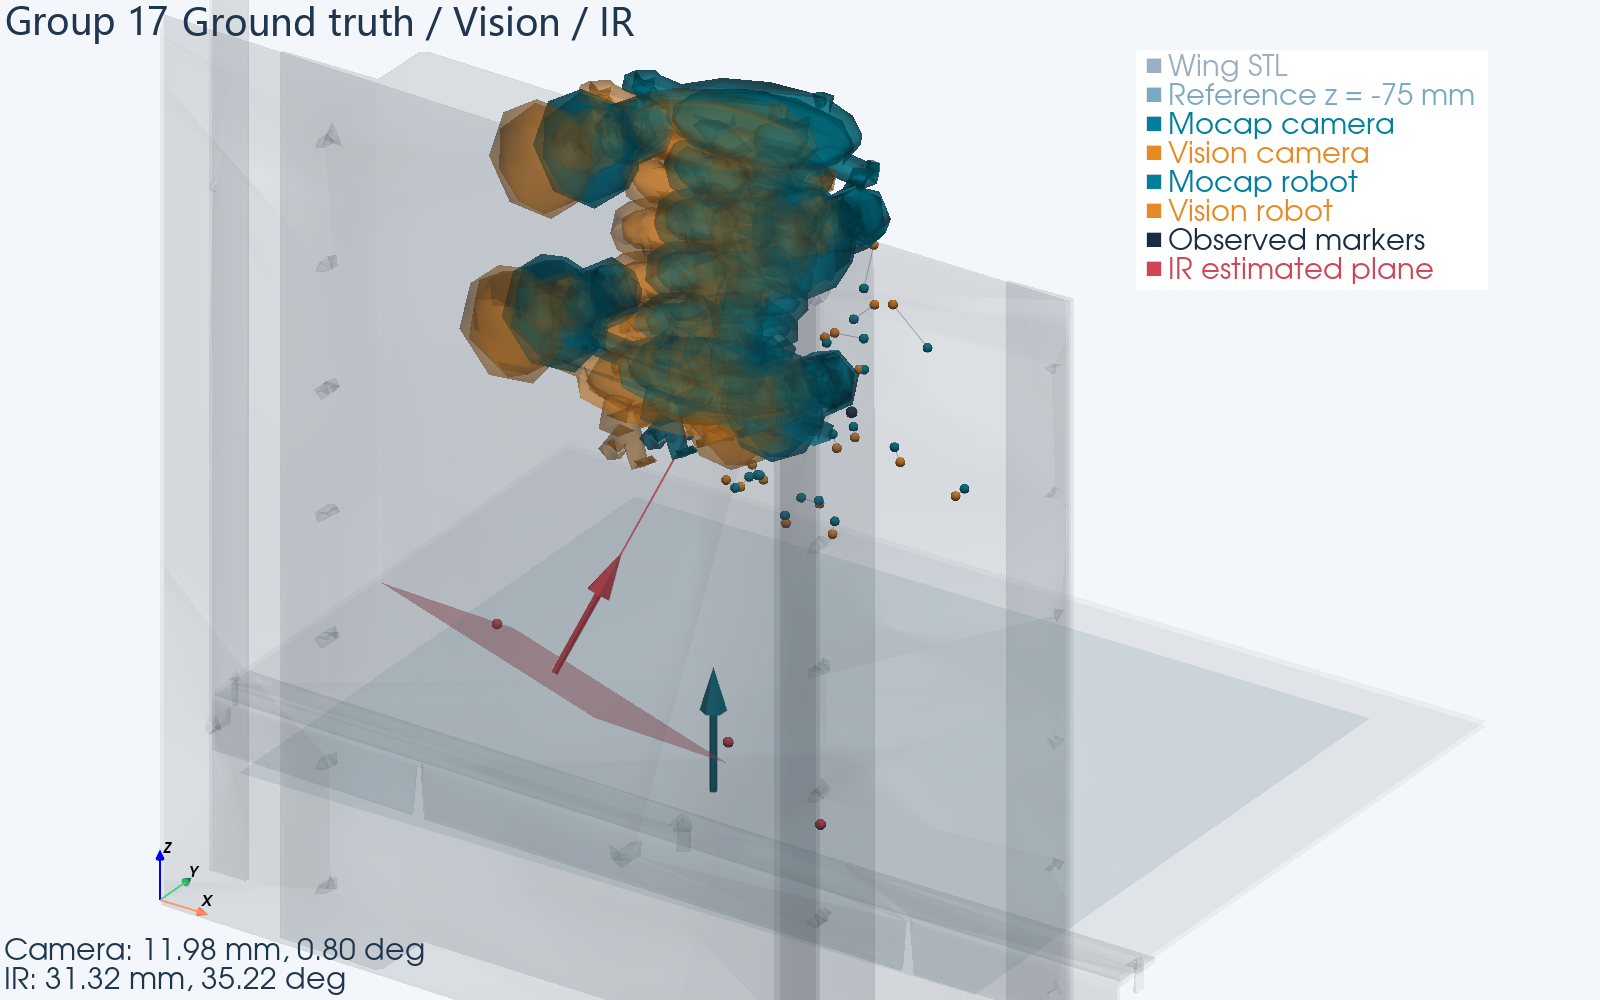 Group 17 Ground truth / Vision / IR
Wing STL
Reference z = -75 mm
Mocap camera
Vision camera
Mocap robot
Vision robot
Observed markers
IR estimated plane
Z
Y
X
Camera: 11.98 mm, 0.80 deg
IR: 31.32 mm, 35.22 deg